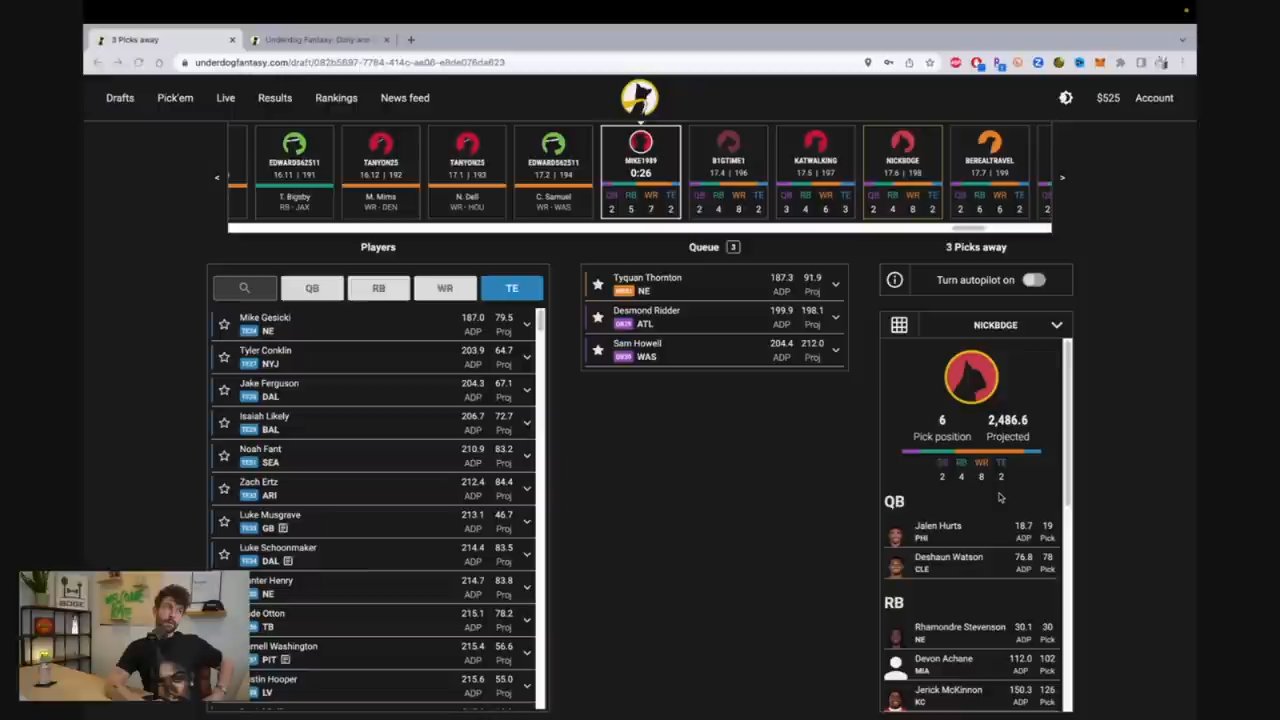 3 Picks away
Underdog Fantasy: Daily and
underdogfantasy.com/draft/082b5697-7784-414c-aa08-e8de076da623
Drafts Pick'em Live Results Rankings News feed
$525 Account
EDWARDS62511
16.11 | 191
T. Bigsby
RB - JAX
TANYON25
16.12 | 192
M. Mims
WR - DEN
TANYON25
17.1 | 193
N. Dell
WR - HOU
EDWARDS62511
17.2 | 194
C. Samuel
WR - WAS
MIKE1989
0:26
QB RB WR TE
2 5 7 2
B1GTIME1
17.4 | 196
QB RB WR TE
2 4 8 2
KATWALKING
17.5 | 197
QB RB WR TE
3 4 6 3
NICKBDGE
17.6 | 198
QB RB WR TE
2 4 8 2
BEREALTRAVEL
17.7 | 199
QB RB WR TE
2 6 6 2
Players
QB RB WR TE
Mike Gesicki 187.0 79.5
NE ADP Proj
Tyler Conklin 203.9 64.7
NYJ ADP Proj
Jake Ferguson 204.3 67.1
DAL ADP Proj
Isaiah Likely 206.7 72.7
BAL ADP Proj
Noah Fant 210.9 83.2
SEA ADP Proj
Zach Ertz 212.4 84.4
ARI ADP Proj
Luke Musgrave 213.1 46.7
GB ADP Proj
Luke Schoonmaker 214.4 83.5
DAL ADP Proj
nter Henry 214.7 83.8
NE ADP Proj
de Otton 215.1 78.2
TB ADP Proj
rnell Washington 215.4 56.6
PIT ADP Proj
stin Hooper 215.6 55.0
LV ADP Proj
Queue 3
Tyquan Thornton 187.3 91.9
NE ADP Proj
Desmond Ridder 199.9 198.1
ATL ADP Proj
Sam Howell 204.4 212.0
WAS ADP Proj
3 Picks away
Turn autopilot on
NICKBDGE
6 2,486.6
Pick position Projected
QB RB WR TE
2 4 8 2
QB
Jalen Hurts 18.7 19
PHI ADP Pick
Deshaun Watson 76.8 78
CLE ADP Pick
RB
Rhamondre Stevenson 30.1 30
NE ADP Pick
Devon Achane 112.0 102
MIA ADP Pick
Jerick McKinnon 150.3 126
KC ADP Pick